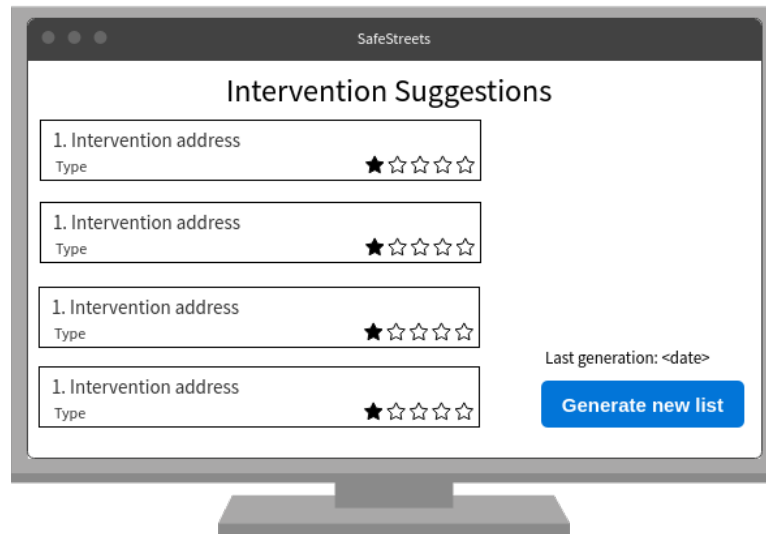 SafeStreets
Intervention Suggestions
1. Intervention address
Type
1. Intervention address
Type
1. Intervention address
Type
1. Intervention address
Type
Last generation: <date>
Generate new list